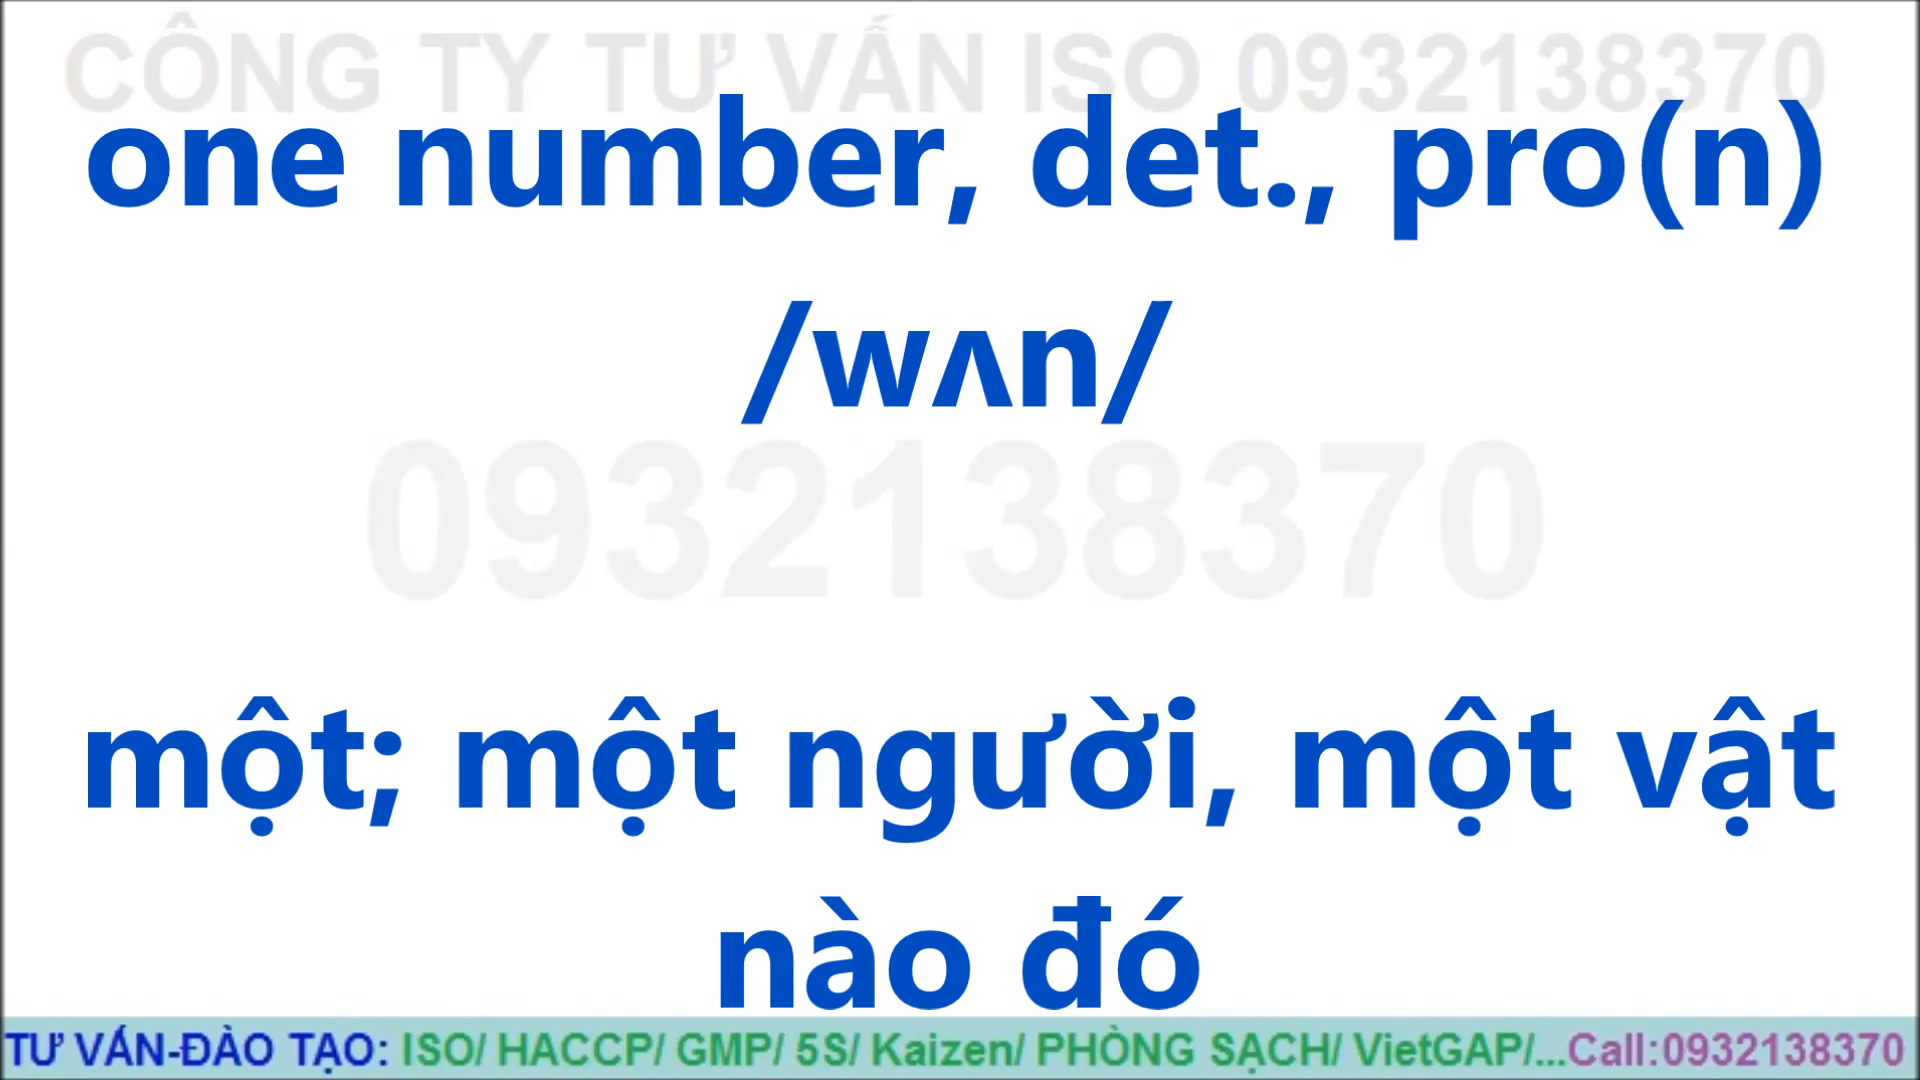 CÔNG TY TƯ VẤN ISO 0932138370
one number, det., pro(n)
/wʌn/
0932138370
một; một người, một vật
nào đó
TƯ VẤN-ĐÀO TẠO: ISO/ HACCP/ GMP/ 5S/ Kaizen/ PHÒNG SẠCH/ VietGAP/...Call:0932138370